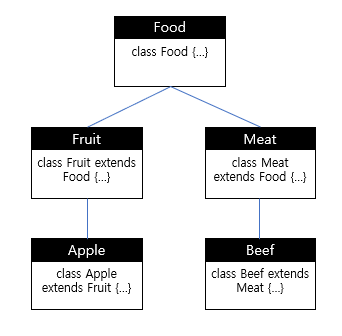 Food
class Food {...}
Fruit
class Fruit extends
Food {...}
Meat
class Meat
extends Food {...}
Apple
class Apple
extends Fruit {...}
Beef
class Beef extends
Meat {...}